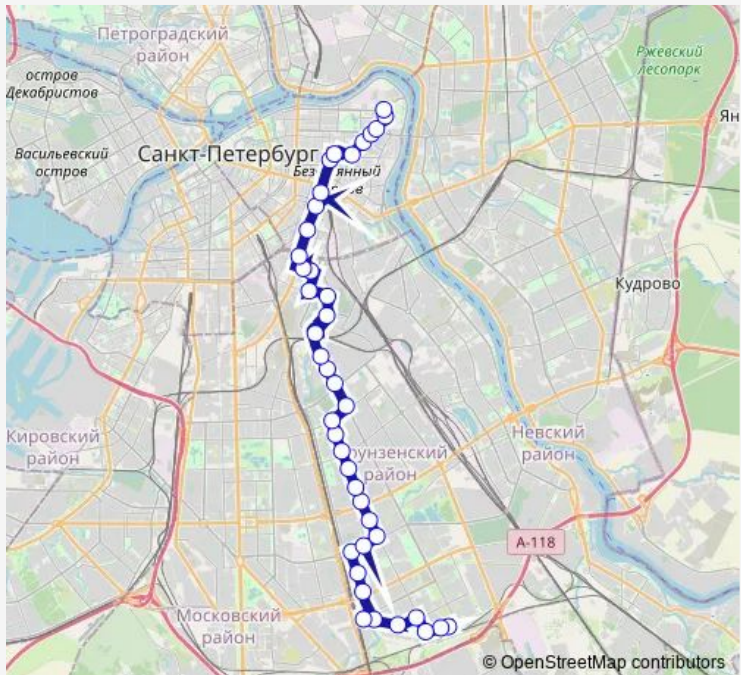 Петроградский
район
Ржевский
лесопарк
остров
Декабристов
Ян
Васильевский
остров
Санкт-Петербург
Кудрово
Кировский
район
район
Невский
район
А-118
Московский
район
© OpenStreetMap contributors